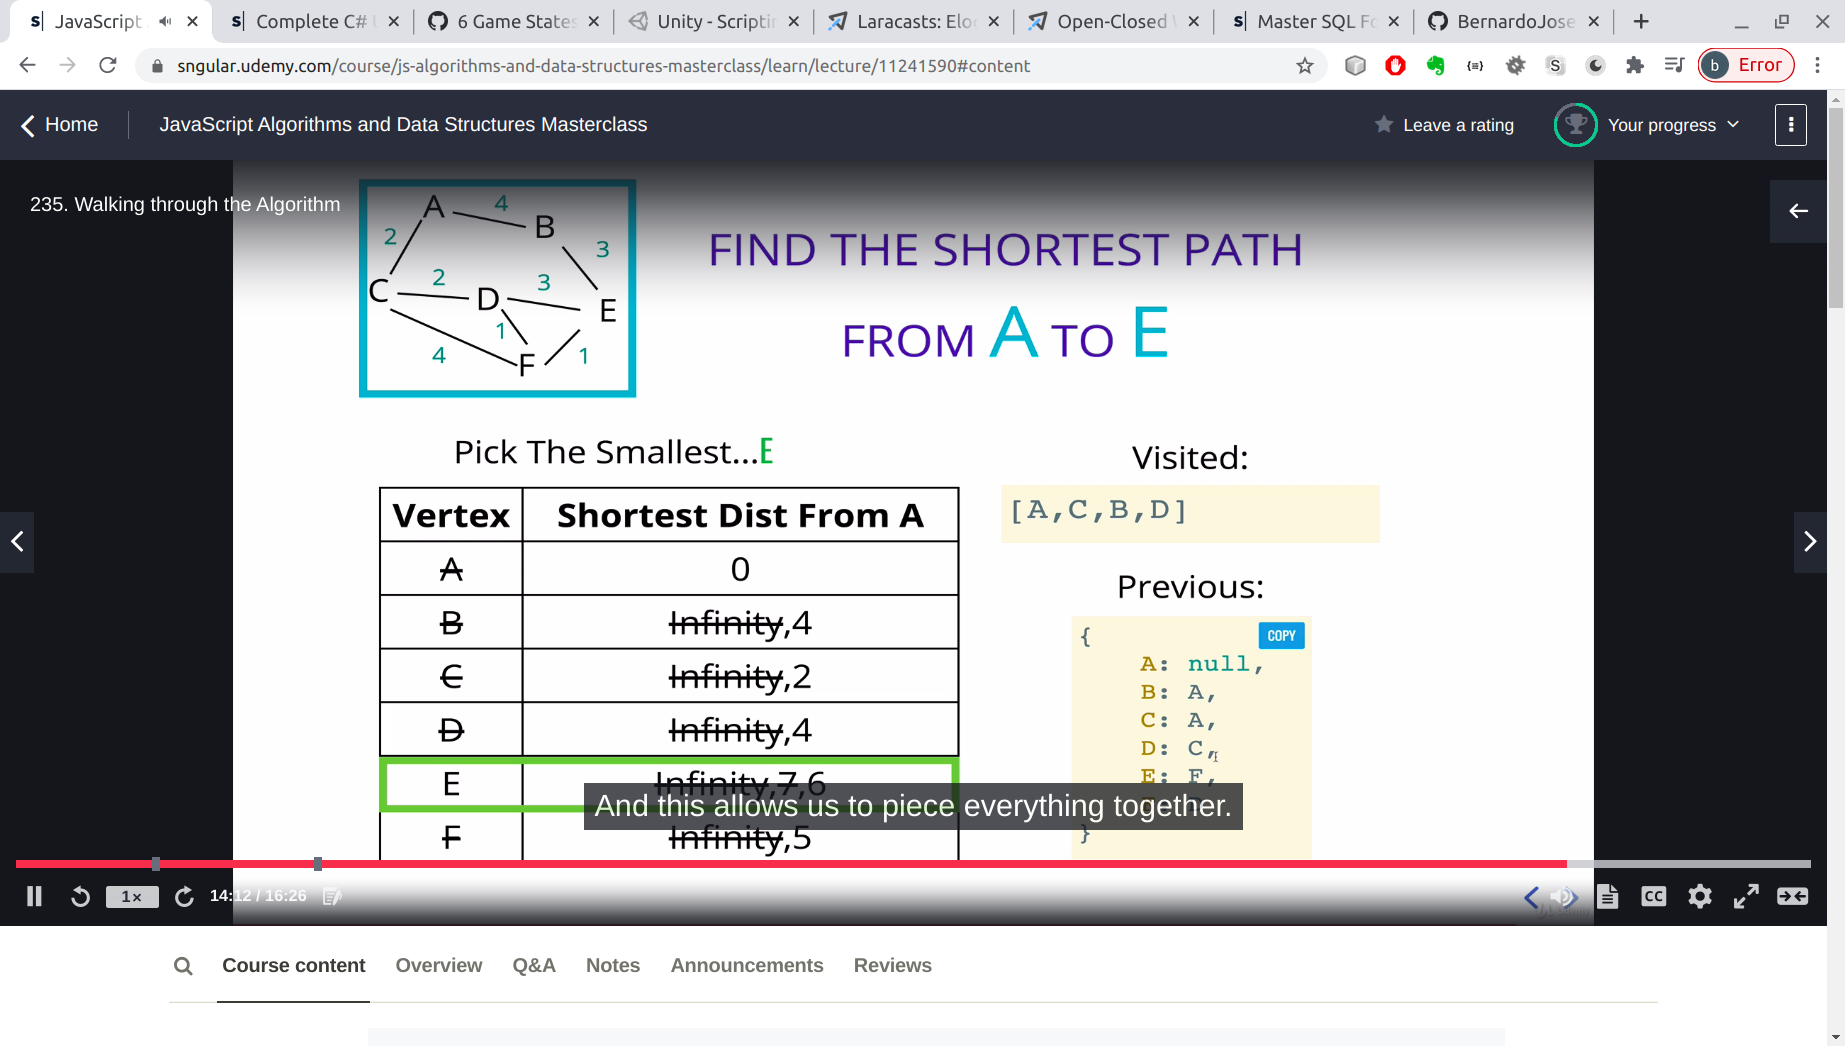 JavaScript
Complete C#
6 Game States
Unity - Scriptin
Laracasts: Elo
Open-Closed
Master SQL Fo
BernardoJose
sngular.udemy.com/course/js-algorithms-and-data-structures-masterclass/learn/lecture/11241590#content
b Error
Home
JavaScript Algorithms and Data Structures Masterclass
Leave a rating
Your progress
235. Walking through the Algorithm
A 4 B
2 3
C 2 D 3 E
1
4 F 1
FIND THE SHORTEST PATH
FROM A TO E
Pick The Smallest...E
Vertex Shortest Dist From A
A 0
B Infinity,4
C Infinity,2
D Infinity,4
E Infinity,7,6
F Infinity,5
Visited:
[A,C,B,D]
Previous:
COPY
{
A: null,
B: A,
C: A,
D: C,
E: F,
}
And this allows us to piece everything together.
1x
14:12 / 16:26
CC
Course content
Overview
Q&A
Notes
Announcements
Reviews